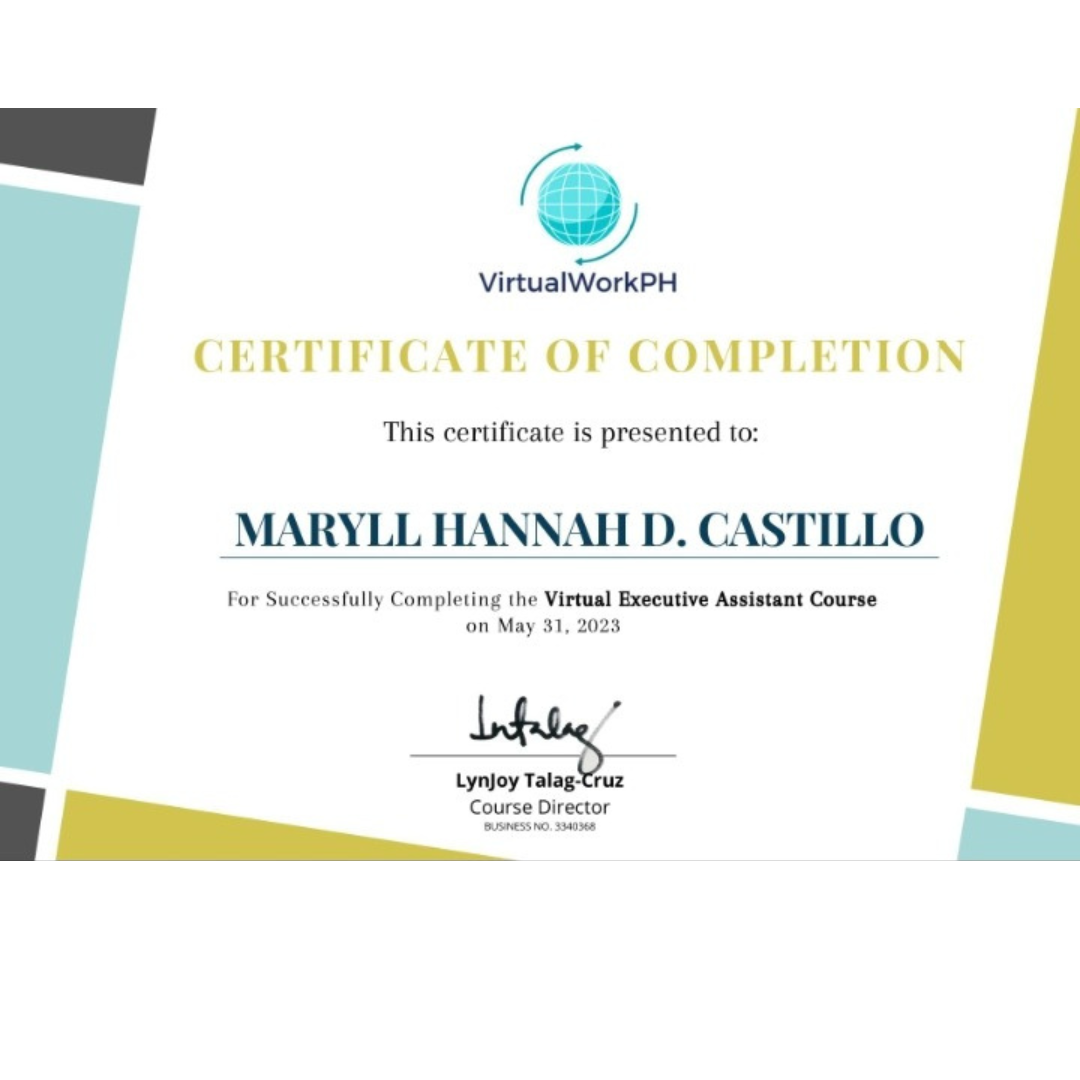 VirtualWorkPH
CERTIFICATE OF COMPLETION
This certificate is presented to:
MARYLL HANNAH D. CASTILLO
For Successfully Completing the Virtual Executive Assistant Course
on May 31, 2023
LynJoy Talag-Cruz
Course Director
BUSINESS NO. 3340368